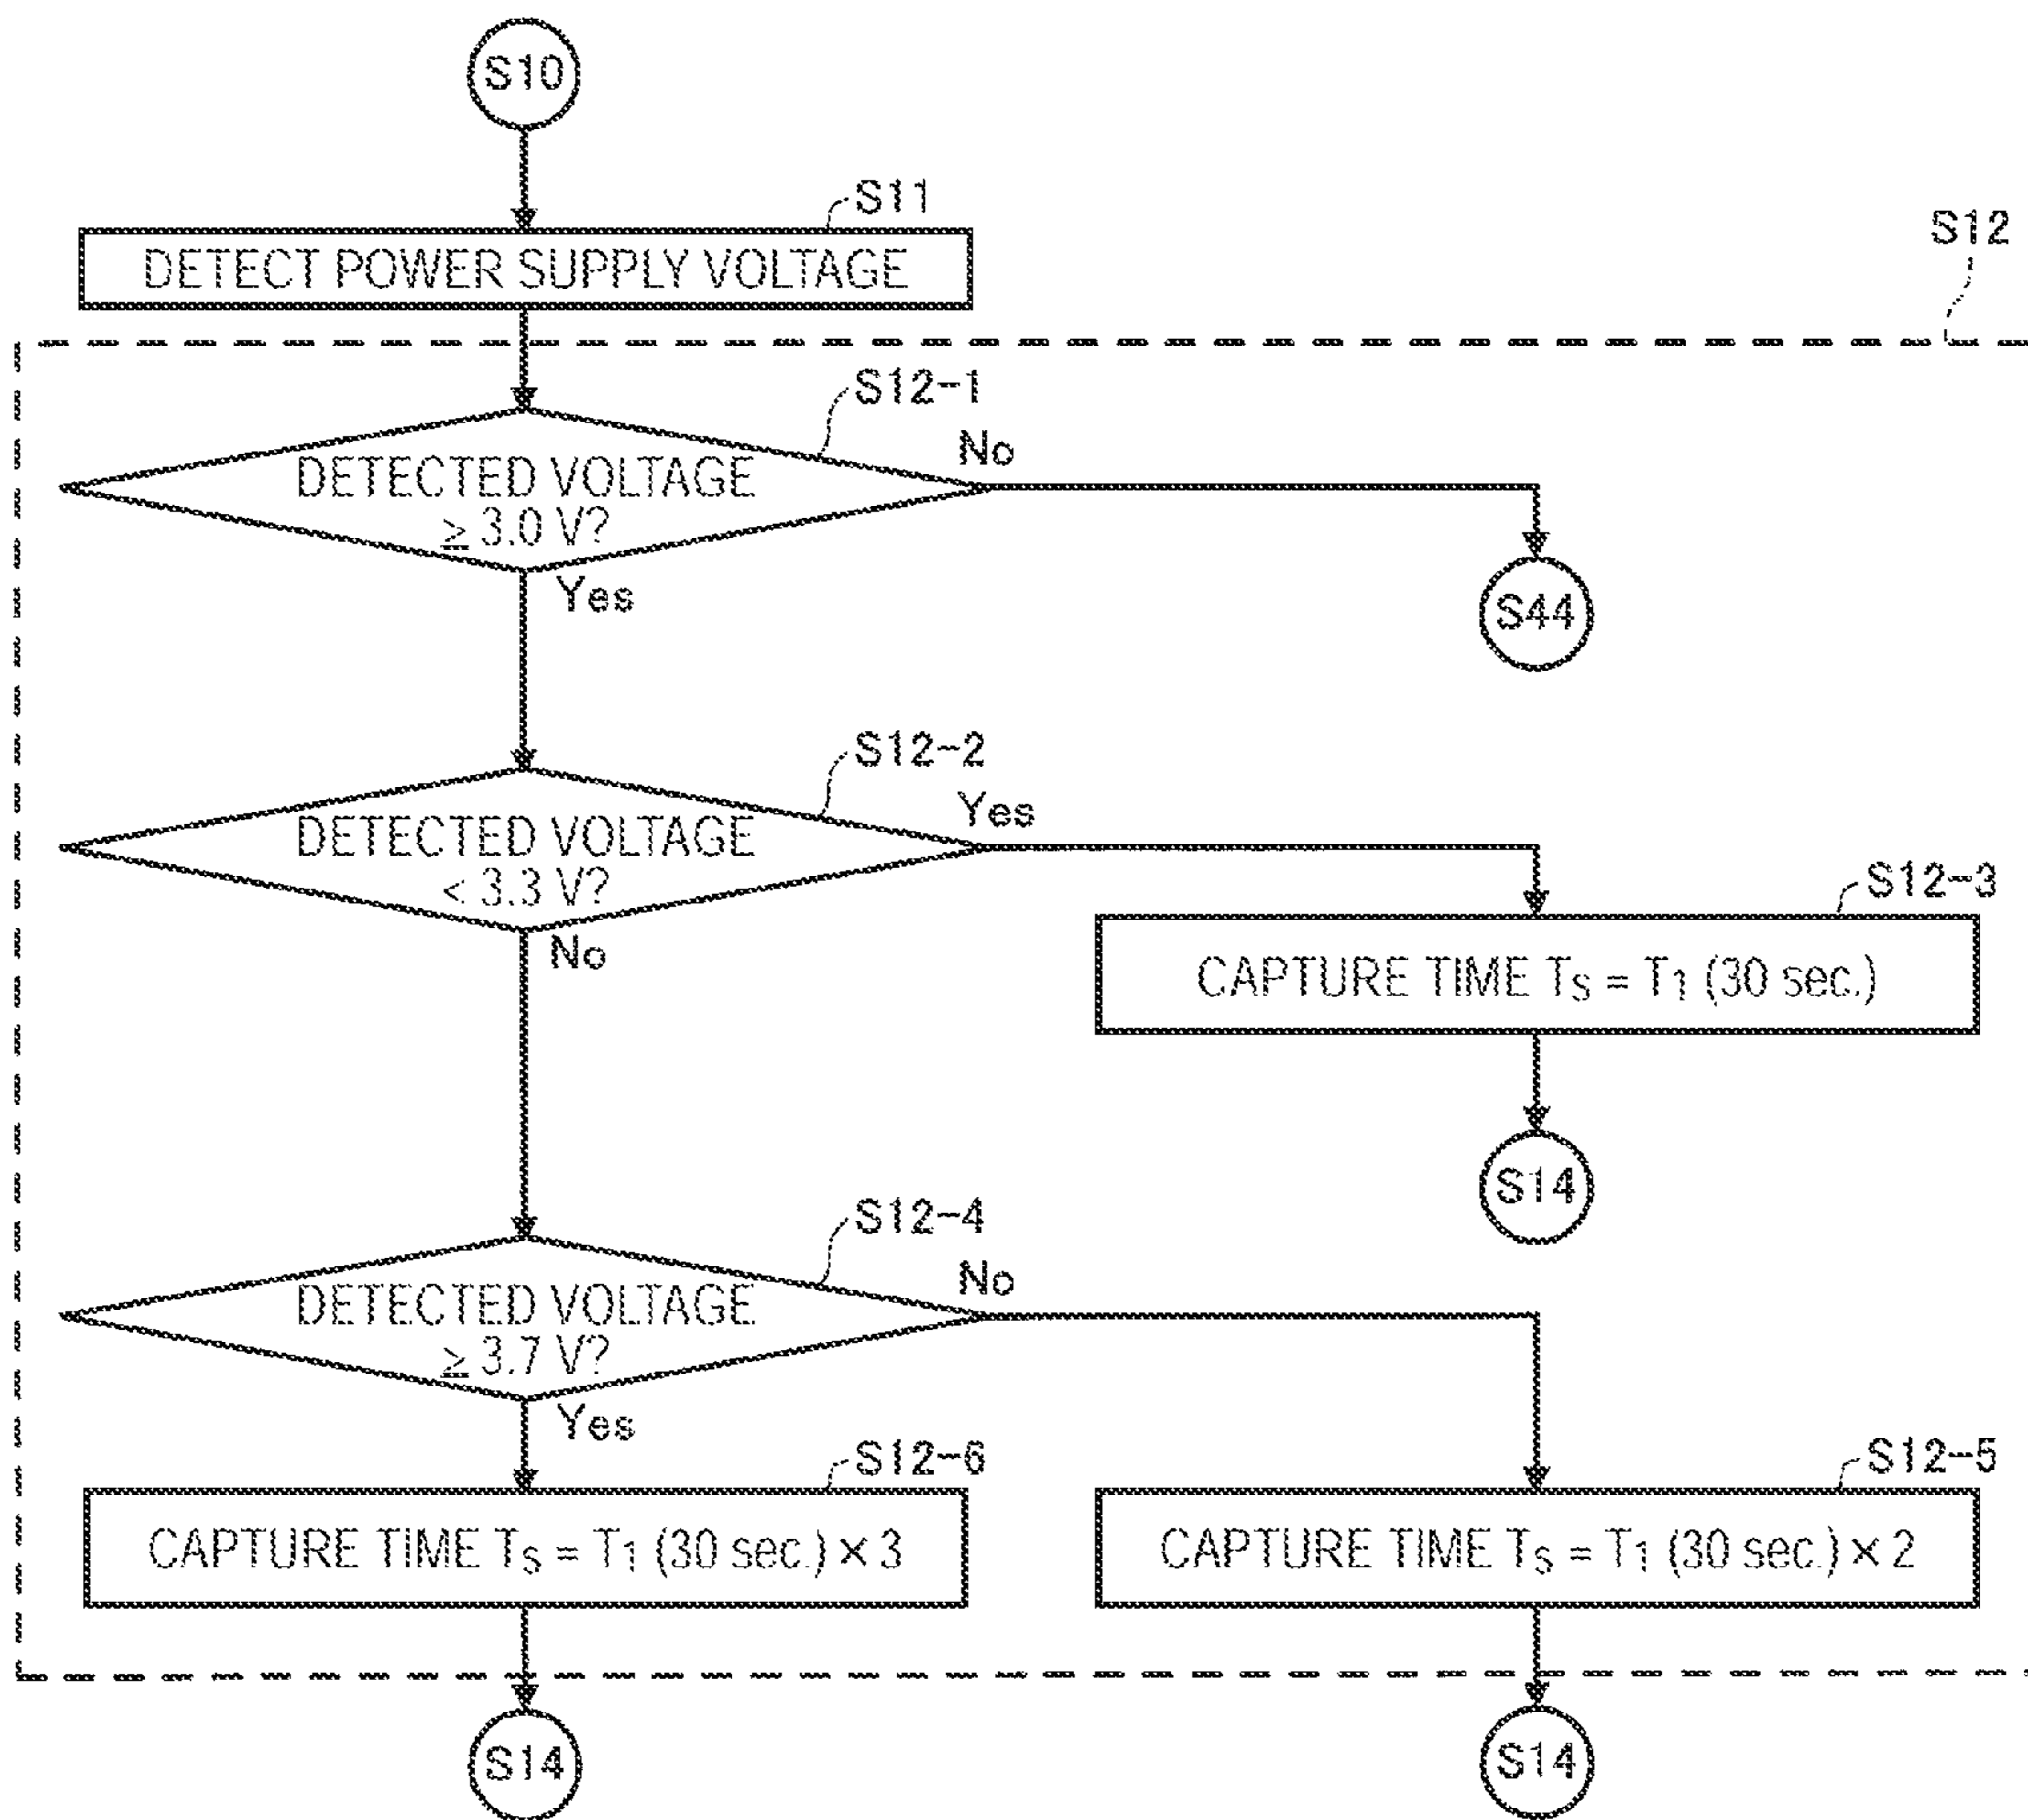 S10
S11
DETECT POWER SUPPLY VOLTAGE
S12
S12-1
DETECTED VOLTAGE
≥ 3.0 V?
No
Yes
S44
S12-2
DETECTED VOLTAGE
< 3.3 V?
Yes
No
S12-3
CAPTURE TIME TS = T1 (30 sec.)
S14
S12-4
DETECTED VOLTAGE
≥ 3.7 V?
No
Yes
S12-6
CAPTURE TIME TS = T1 (30 sec.) × 3
S12-5
CAPTURE TIME TS = T1 (30 sec.) × 2
S14
S14